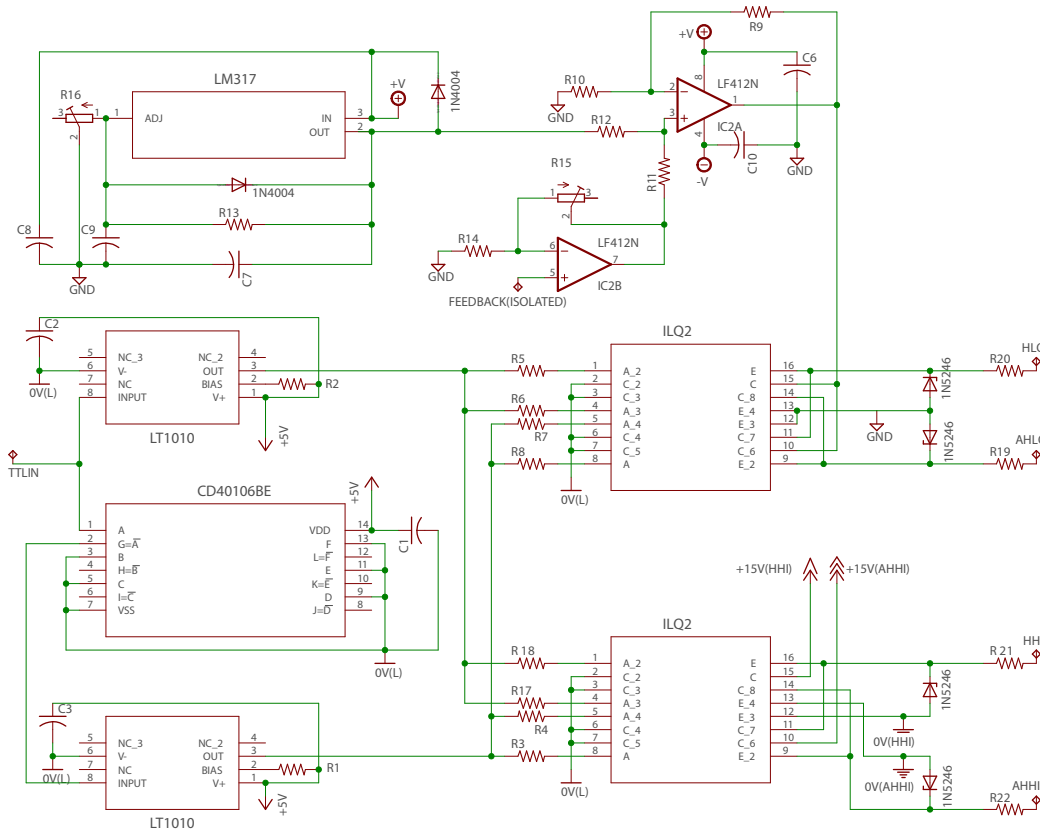 R9
+V
C6
LM317
LF412N
R16
+V
1N4004
R10
8
3 1
1 ADJ
IN 3
2
1
OUT 2
GND
R12
3
IC2A
2
4
C10
R15
R11
-V
GND
1N4004
1 3
R13
2
C8
C9
R14
LF412N
6
7
C7
GND
5
GND
IC2B
FEEDBACK(ISOLATED)
C2
ILQ2
5 NC_3 NC_2 4
6 V- OUT 3
7 NC BIAS 2
8 INPUT V+ 1
R2
0V(L)
LT1010
+5V
R5
R6
R7
R8
1 A_2 E 16
2 C_2 C 15
3 C_3 C_8 14
4 A_3 E_4 13
5 A_4 E_3 12
6 C_4 C_7 11
7 C_5 C_6 10
8 A E_2 9
0V(L)
R20
HLO
1N5246
GND
1N5246
R19
AHLO
TTLIN
CD40106BE
+5V
1 A VDD 14
2 G=A F 13
3 B L=F 12
4 H=B E 11
5 C K=E 10
6 I=C D 9
7 VSS J=D 8
C1
0V(L)
+15V(HHI)
+15V(AHHI)
ILQ2
R 18
R17
R4
R3
1 A_2 E 16
2 C_2 C 15
3 C_3 C_8 14
4 A_3 E_4 13
5 A_4 E_3 12
6 C_4 C_7 11
7 C_5 C_6 10
8 A E_2 9
0V(L)
R 21
1N5246
0V(HHI)
0V(AHHI)
1N5246
AHHI
R22
C3
5 NC_3 NC_2 4
6 V- OUT 3
7 NC BIAS 2
8 INPUT V+ 1
R1
0V(L)
+5V
LT1010